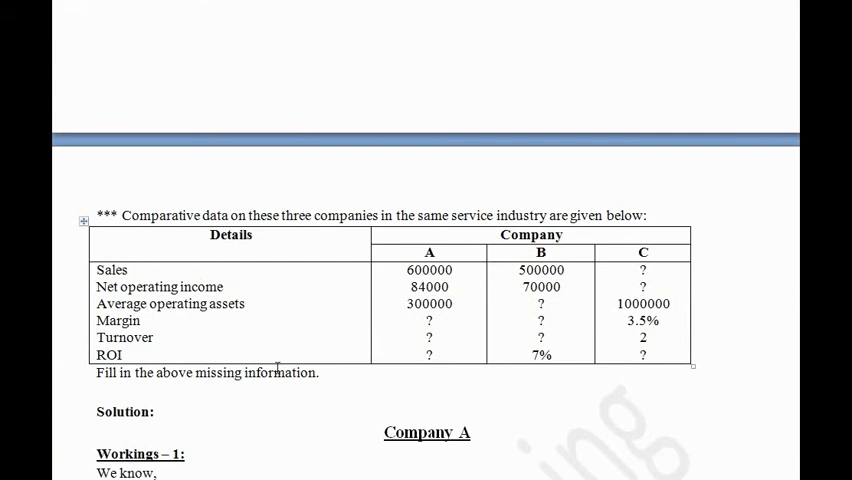 *** Comparative data on these three companies in the same service industry are given below:
Details Company
A B C
Sales 600000 500000 ?
Net operating income 84000 70000 ?
Average operating assets 300000 ? 1000000
Margin ? ? 3.5%
Turnover ? ? 2
ROI ? 7% ?
Fill in the above missing information.
Solution:
Company A
Workings – 1:
We know,